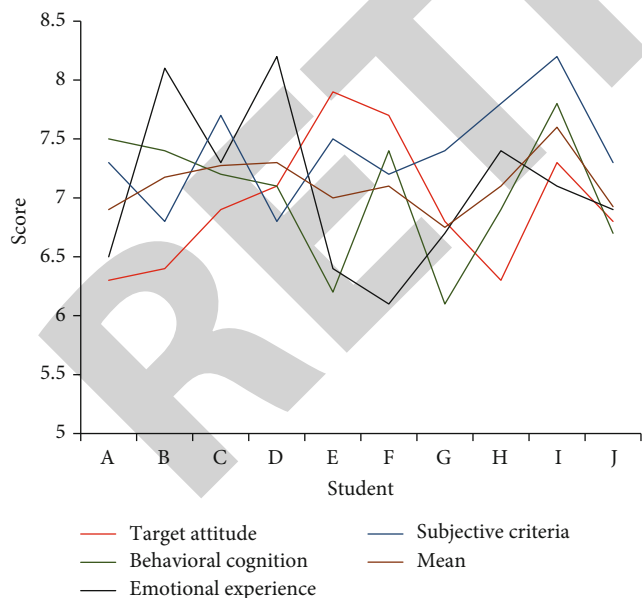 8.5
8
7.5
7
6.5
6
5.5
5
Score
A B C D E F G H I J
Student
Target attitude
Behavioral cognition
Emotional experience
Subjective criteria
Mean